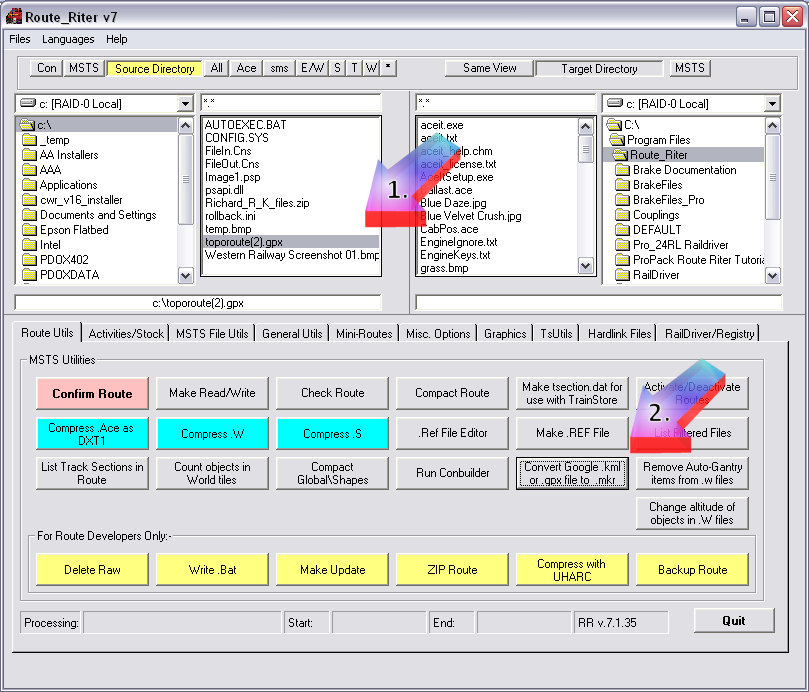 Route_Riter v7
Files Languages Help
Con MSTS Source Directory All Ace sms E/W S T W * Same View Target Directory MSTS
c: [RAID-0 Local] *.* *.* c: [RAID-0 Local]
c:\
_temp
AA Installers
AAA
Applications
cwr_v16_installer
Documents and Settings
Epson Flatbed
Intel
PDOX402
PDOXDATA
AUTOEXEC.BAT
CONFIG.SYS
FileIn.Cns
FileOut.Cns
Image1.psp
psapi.dll
Richard_R_K_files.zip
rollback.ini
temp.bmp
toporoute(2).gpx
Western Railway Screenshot 01.bmp
1.
aceit.exe
aceit.txt
aceit_help.chm
aceit_license.txt
AceItSetup.exe
Ballast.ace
Blue Daze.jpg
Blue Velvet Crush.jpg
CabPos.ace
EngineIgnore.txt
EngineKeys.txt
grass.bmp
C:\
Program Files
Route_Riter
Brake Documentation
BrakeFiles
BrakeFiles_Pro
Couplings
DEFAULT
Pro_24RL Raildriver
ProPack Route Riter Tutoria
RailDriver
c:\toporoute(2).gpx
Route Utils Activities/Stock MSTS File Utils General Utils Mini-Routes Misc. Options Graphics TsUtils Hardlink Files RailDriver/Registry
MSTS Utilities
Confirm Route Make Read/Write Check Route Compact Route Make tsection.dat for use with TrainStore Activate/Deactivate Routes
2.
Compress .Ace as DXT1 Compress .W Compress .S .Ref File Editor Make .REF File List Filtered Files
List Track Sections in Route Count objects in World tiles Compact Global\Shapes Run Conbuilder Convert Google .kml or .gpx file to .mkr Remove Auto-Gantry items from .w files
Change altitude of objects in .W files
For Route Developers Only:-
Delete Raw Write .Bat Make Update ZIP Route Compress with UHARC Backup Route
Processing: Start: End: RR v.7.1.35 Quit